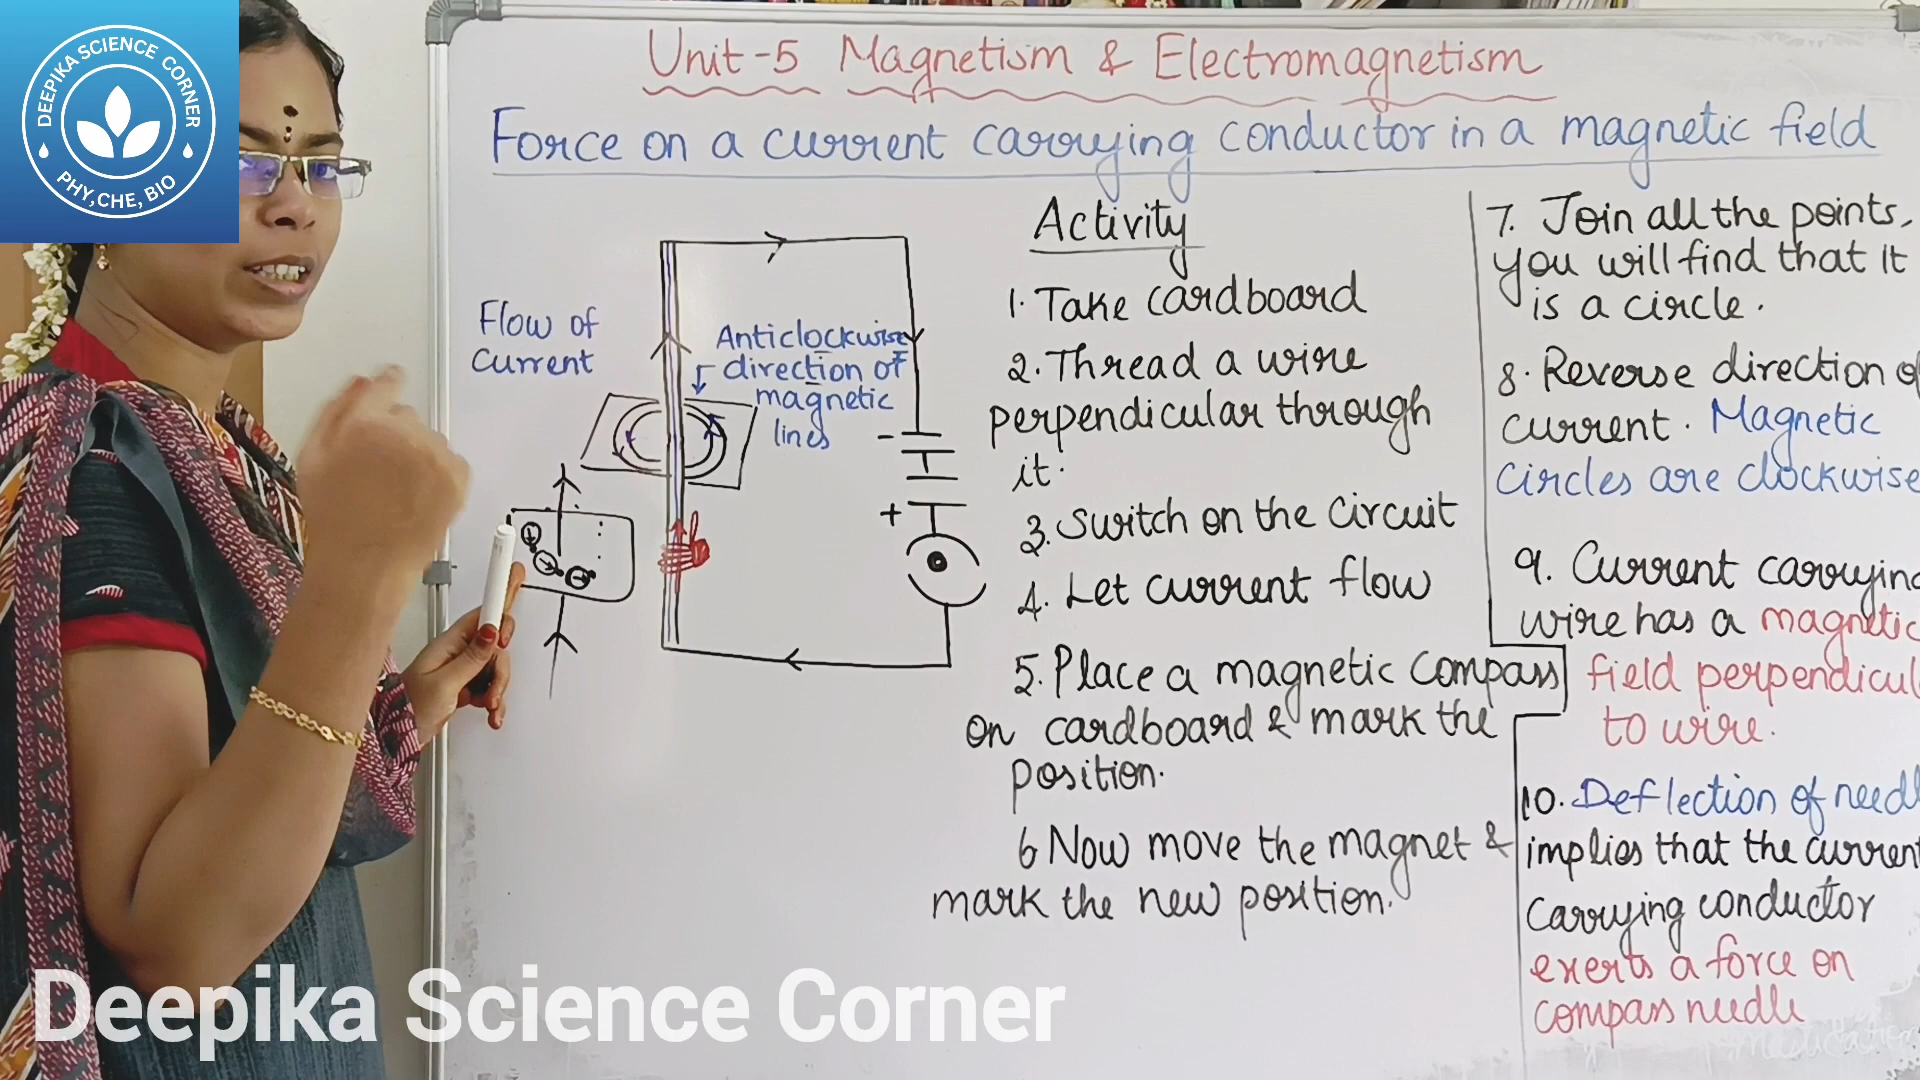 DEEPIKA SCIENCE CORNER
PHY, CHE, BIO
Unit-5 Magnetism & Electromagnetism
Force on a current carrying conductor in a magnetic field
Flow of
current
Anticlockwise
direction of
magnetic
lines
-
+
Activity
1. Take cardboard
2. Thread a wire
perpendicular through
it.
3. Switch on the circuit
4. Let current flow
5. Place a magnetic compass
on cardboard & mark the
position.
6 Now move the magnet &
mark the new position.
7. Join all the points,
you will find that it
is a circle.
8. Reverse direction of
current. Magnetic
circles are clockwise
9. Current carrying
wire has a magnetic
field perpendicul
to wire.
10. Deflection of needl
implies that the current
carrying conductor
exerts a force on
compass needle
Deepika Science Corner